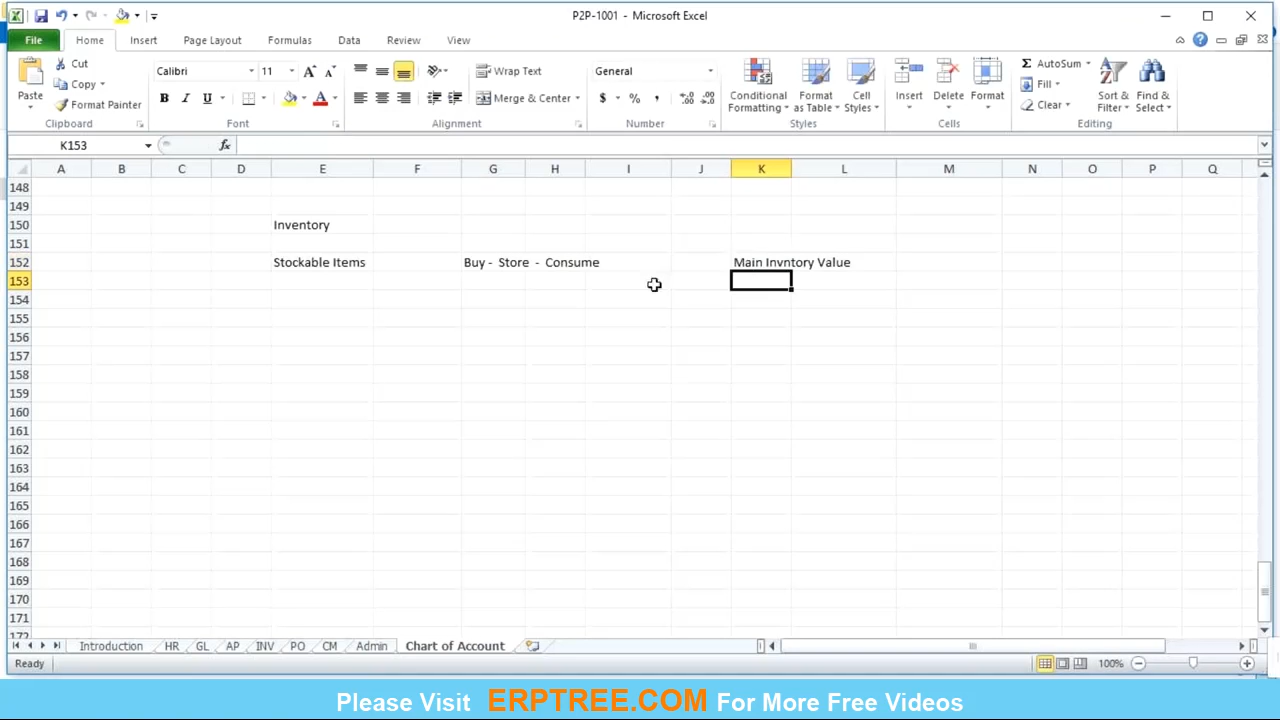 P2P-1001 - Microsoft Excel
File Home Insert Page Layout Formulas Data Review View
Paste
Cut
Copy
Format Painter
Clipboard
Calibri 11
B I U
Font
Wrap Text
Merge & Center
Alignment
General
$ % ,
Number
Conditional Formatting
Format as Table
Cell Styles
Styles
Insert
Delete
Format
Cells
AutoSum
Fill
Clear
Sort & Filter
Find & Select
Editing
K153 fx
A B C D E F G H I J K L M N O P Q
148
149
150 Inventory
151
152 Stockable Items Buy - Store - Consume Main Invntory Value
153
154
155
156
157
158
159
160
161
162
163
164
165
166
167
168
169
170
171
172
Introduction HR GL AP INV PO CM Admin Chart of Account
Ready 100%
Please Visit ERPTREE.COM For More Free Videos